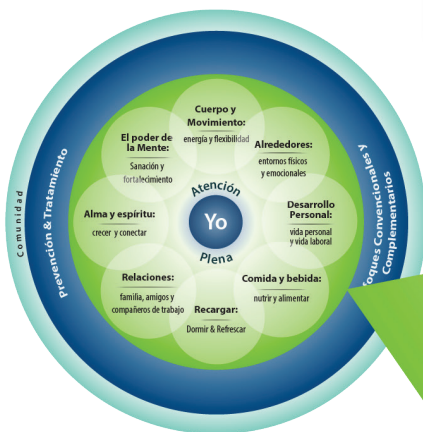 Comunidad
Prevención & Tratamiento
foques Convencionales y
Complementarios
Cuerpo y
Movimiento:
energía y flexibilidad
Alrededores:
entornos físicos
y emocionales
Desarrollo
Personal:
vida personal
y vida laboral
Comida y bebida:
nutrir y alimentar
Recargar:
Dormir & Refrescar
Relaciones:
familia, amigos y
compañeros de trabajo
Alma y espíritu:
crecer y conectar
El poder de
la Mente:
Sanación y
fortalecimiento
Atención
Yo
Plena